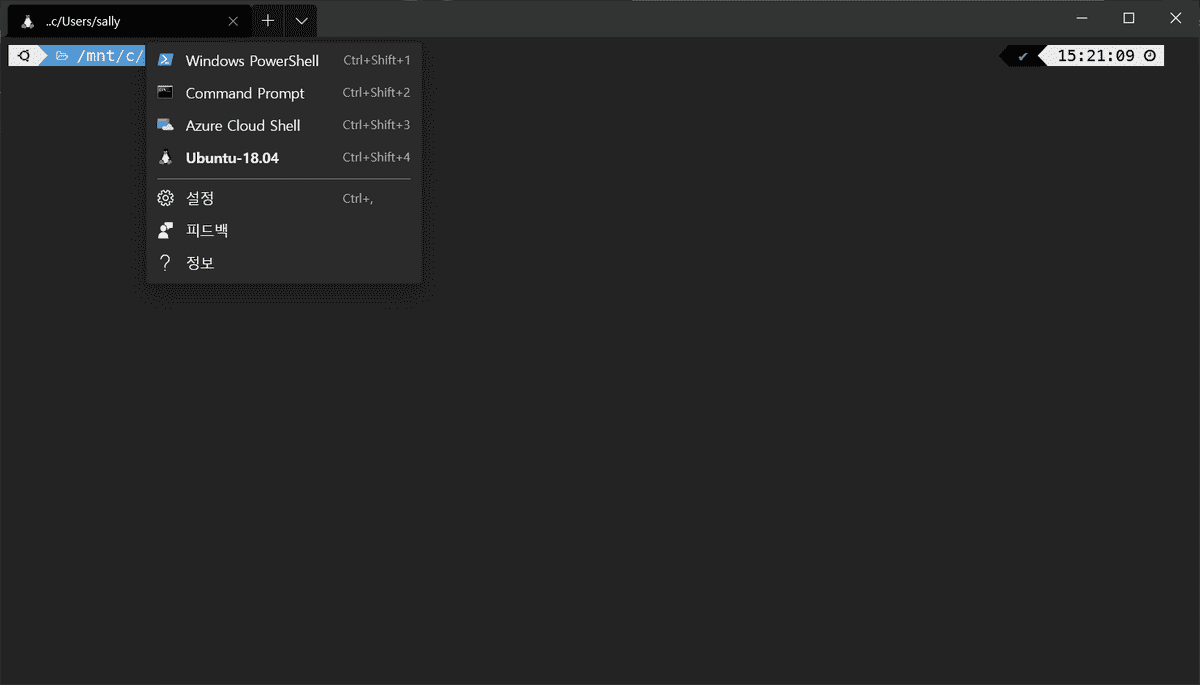 ..c/Users/sally
/mnt/c/
15:21:09
Windows PowerShell Ctrl+Shift+1
Command Prompt Ctrl+Shift+2
Azure Cloud Shell Ctrl+Shift+3
Ubuntu-18.04 Ctrl+Shift+4
설정 Ctrl+,
피드백
정보